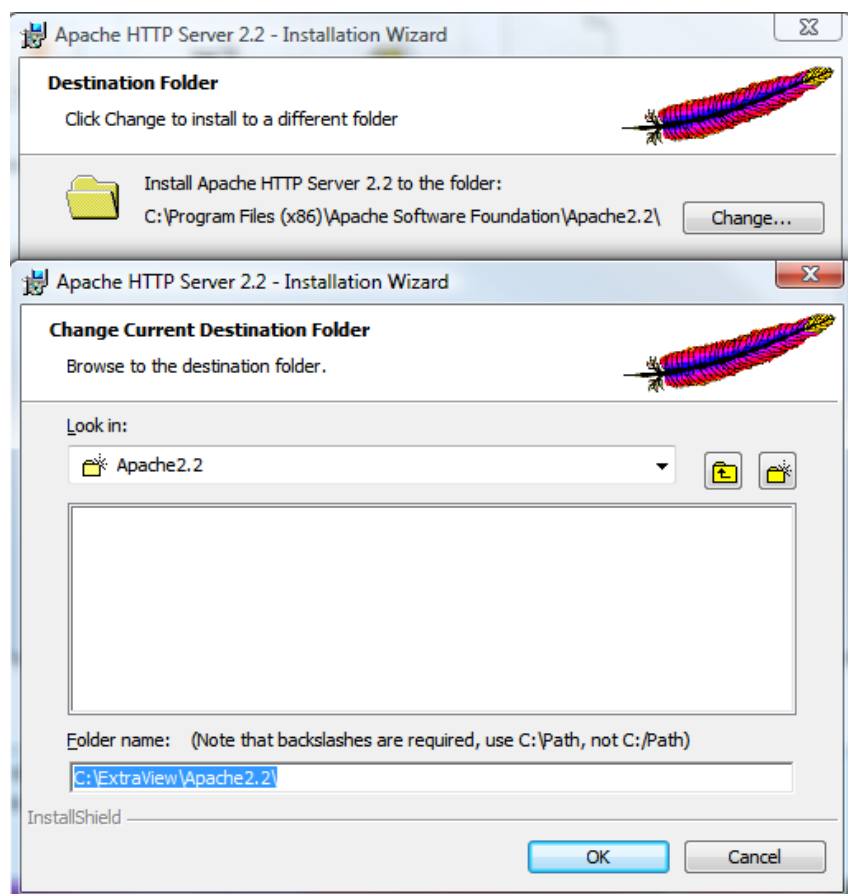 Apache HTTP Server 2.2 - Installation Wizard
Destination Folder
Click Change to install to a different folder
Install Apache HTTP Server 2.2 to the folder:
C:\Program Files (x86)\Apache Software Foundation\Apache2.2\
Change...
Apache HTTP Server 2.2 - Installation Wizard
Change Current Destination Folder
Browse to the destination folder.
Look in:
Apache2.2
Folder name: (Note that backslashes are required, use C:\Path, not C:/Path)
C:\ExtraView\Apache2.2\
InstallShield
OK Cancel